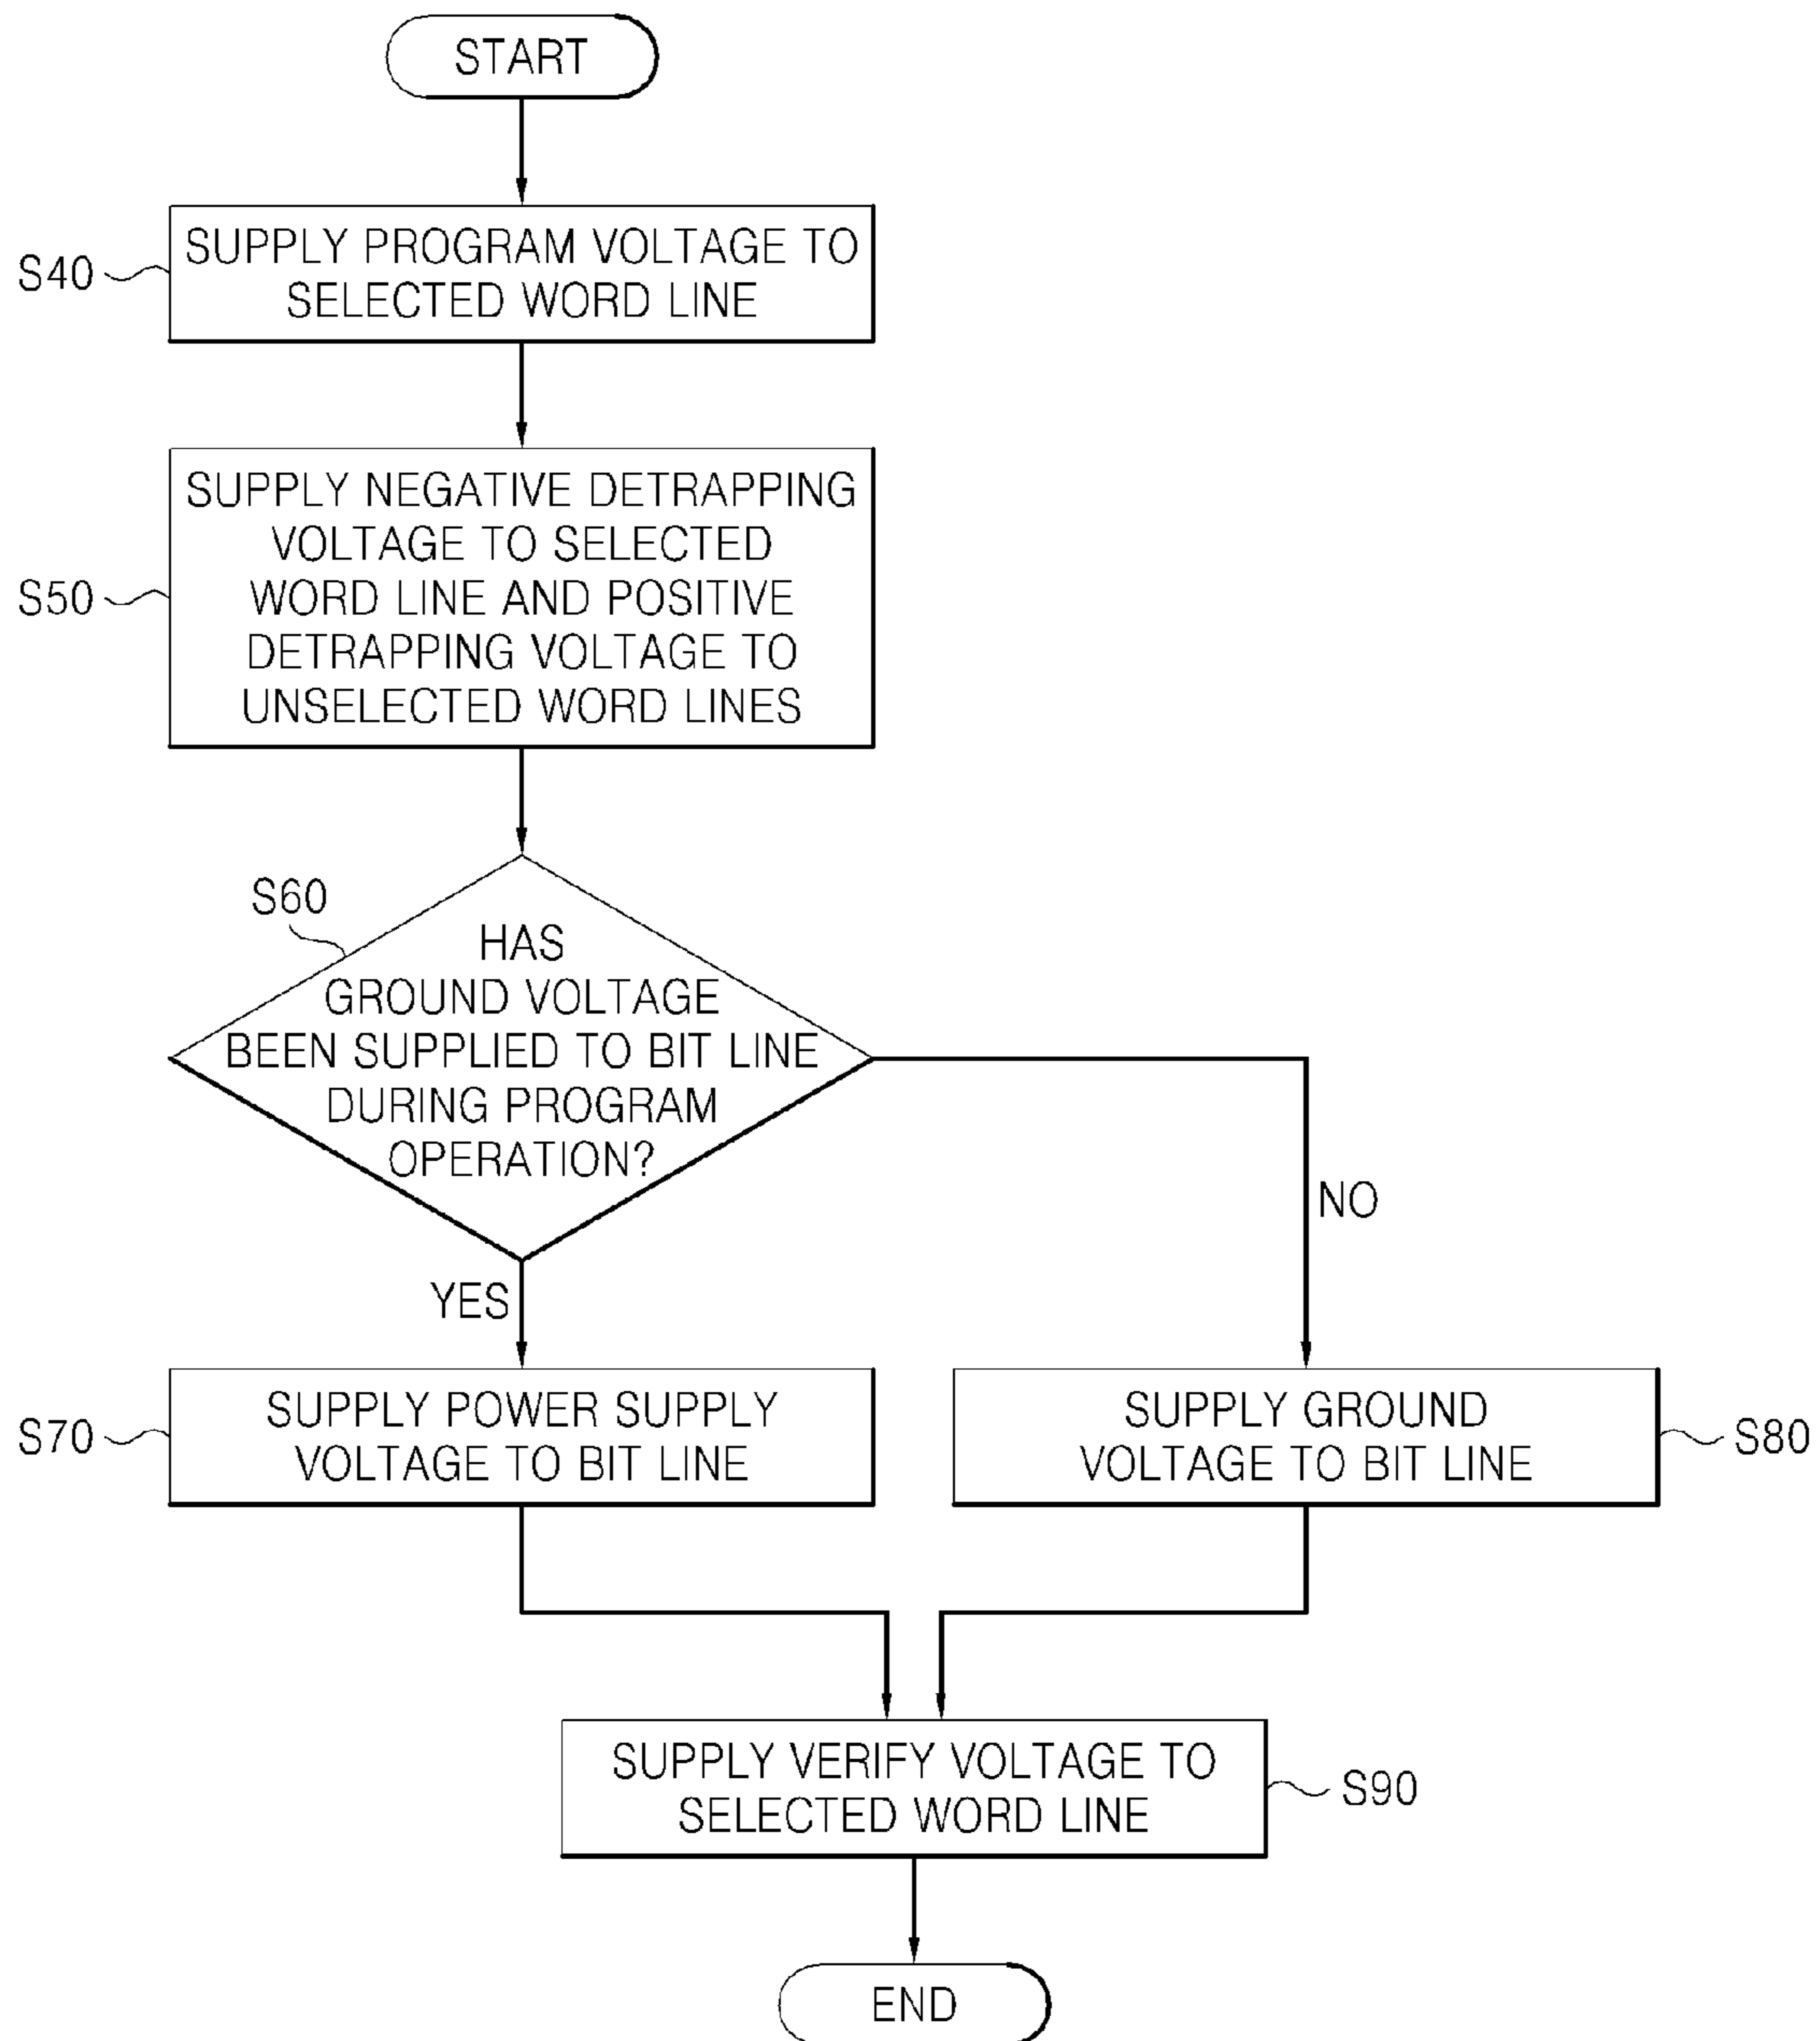 START
S40
SUPPLY PROGRAM VOLTAGE TO
SELECTED WORD LINE
S50
SUPPLY NEGATIVE DETRAPPING
VOLTAGE TO SELECTED
WORD LINE AND POSITIVE
DETRAPPING VOLTAGE TO
UNSELECTED WORD LINES
S60
HAS
GROUND VOLTAGE
BEEN SUPPLIED TO BIT LINE
DURING PROGRAM
OPERATION?
NO
YES
S70
SUPPLY POWER SUPPLY
VOLTAGE TO BIT LINE
SUPPLY GROUND
VOLTAGE TO BIT LINE
S80
SUPPLY VERIFY VOLTAGE TO
SELECTED WORD LINE
S90
END